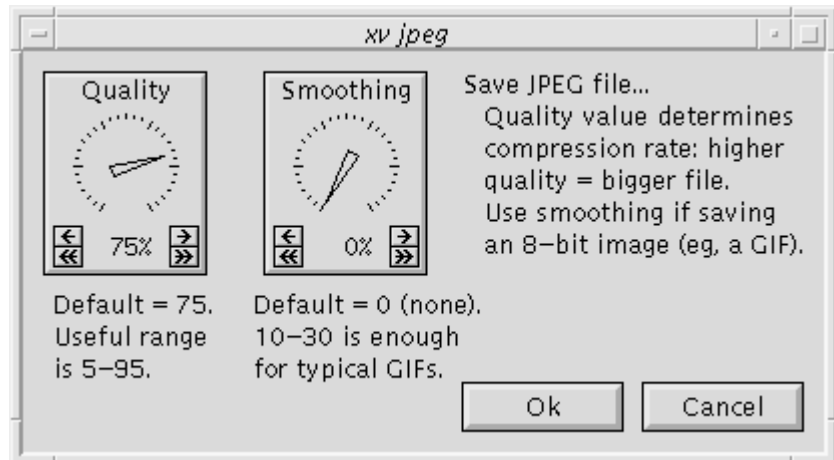 xv jpeg
Quality
75%
Default = 75.
Useful range
is 5–95.
Smoothing
0%
Default = 0 (none).
10–30 is enough
for typical GIFs.
Save JPEG file...
Quality value determines
compression rate: higher
quality = bigger file.
Use smoothing if saving
an 8–bit image (eg, a GIF).
Ok
Cancel